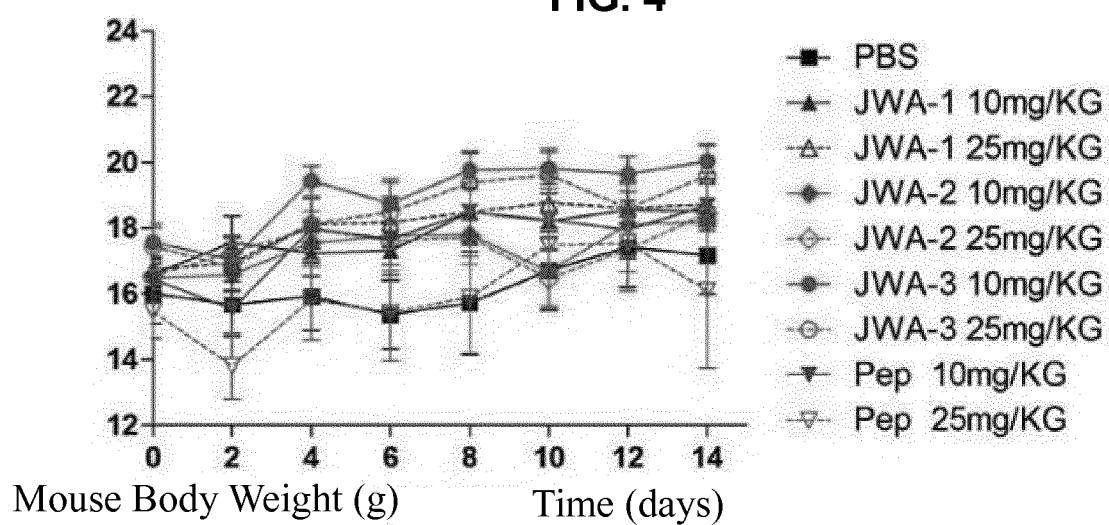 FIG. 4
24
22
20
18
16
14
12
0 2 4 6 8 10 12 14
Mouse Body Weight (g) Time (days)
PBS
JWA-1 10mg/KG
JWA-1 25mg/KG
JWA-2 10mg/KG
JWA-2 25mg/KG
JWA-3 10mg/KG
JWA-3 25mg/KG
Pep 10mg/KG
Pep 25mg/KG